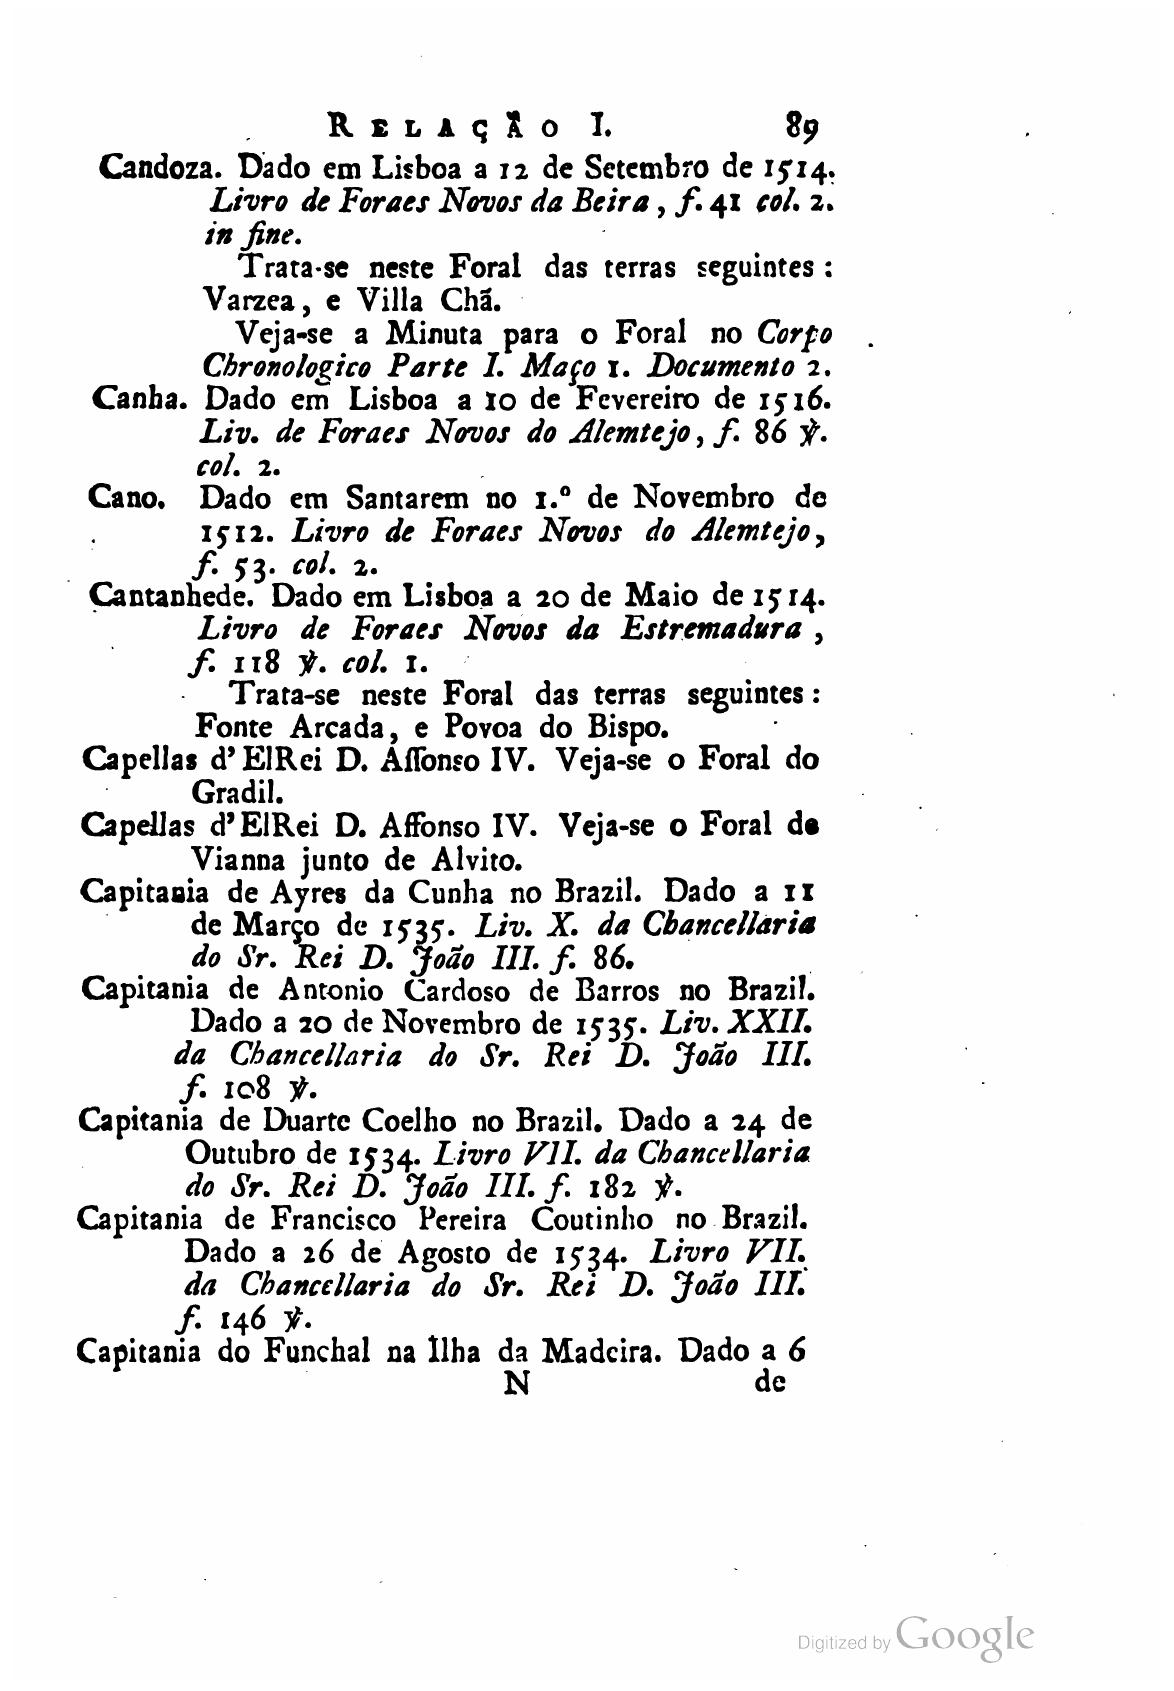 RELAÇÃO I. 89
Candoza. Dado em Lisboa a 12 de Setembro de 1514.
Livro de Foraes Novos da Beira, f. 41 col. 2.
in fine.
Trata-se neste Foral das terras seguintes:
Varzea, e Villa Chã.
Veja-se a Minuta para o Foral no Corpo
Chronologico Parte I. Maço 1. Documento 2.
Canha. Dado em Lisboa a 10 de Fevereiro de 1516.
Liv. de Foraes Novos do Alemtejo, f. 86 ℣.
col. 2.
Cano. Dado em Santarem no 1.º de Novembro de
1512. Livro de Foraes Novos do Alemtejo,
f. 53. col. 2.
Cantanhede. Dado em Lisboa a 20 de Maio de 1514.
Livro de Foraes Novos da Estremadura,
f. 118 ℣. col. 1.
Trata-se neste Foral das terras seguintes:
Fonte Arcada, e Povoa do Bispo.
Capellas d'ElRei D. Affonso IV. Veja-se o Foral do
Gradil.
Capellas d'ElRei D. Affonso IV. Veja-se o Foral de
Vianna junto de Alvito.
Capitania de Ayres da Cunha no Brazil. Dado a 11
de Março de 1535. Liv. X. da Chancellaria
do Sr. Rei D. João III. f. 86.
Capitania de Antonio Cardoso de Barros no Brazil.
Dado a 20 de Novembro de 1535. Liv. XXII.
da Chancellaria do Sr. Rei D. João III.
f. 108 ℣.
Capitania de Duarte Coelho no Brazil. Dado a 24 de
Outubro de 1534. Livro VII. da Chancellaria
do Sr. Rei D. João III. f. 182 ℣.
Capitania de Francisco Pereira Coutinho no Brazil.
Dado a 26 de Agosto de 1534. Livro VII.
da Chancellaria do Sr. Rei D. João III.
f. 146 ℣.
Capitania do Funchal na Ilha da Madeira. Dado a 6
N de
Digitized by Google